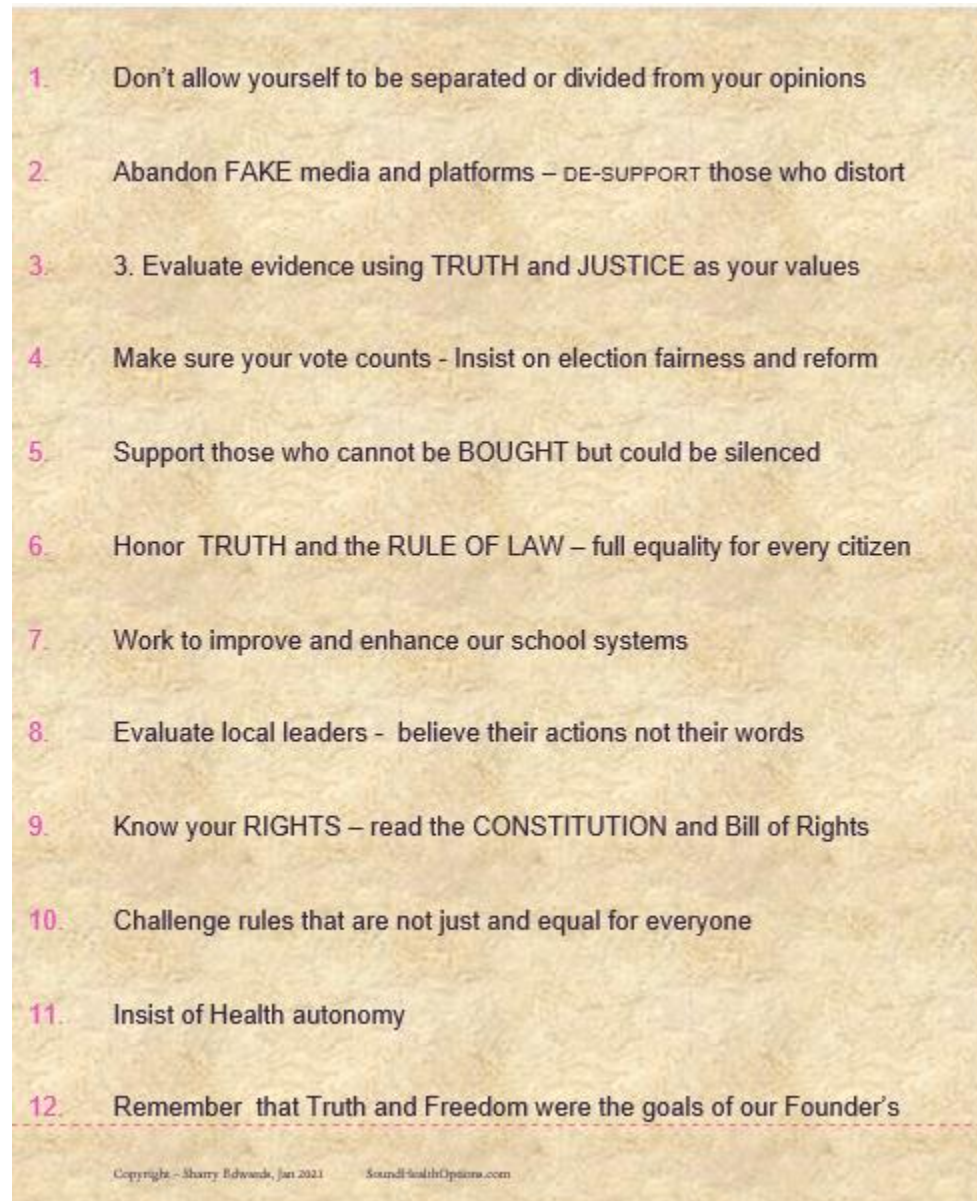 1. Don't allow yourself to be separated or divided from your opinions
2. Abandon FAKE media and platforms – DE-SUPPORT those who distort
3. 3. Evaluate evidence using TRUTH and JUSTICE as your values
4. Make sure your vote counts - Insist on election fairness and reform
5. Support those who cannot be BOUGHT but could be silenced
6. Honor TRUTH and the RULE OF LAW – full equality for every citizen
7. Work to improve and enhance our school systems
8. Evaluate local leaders - believe their actions not their words
9. Know your RIGHTS – read the CONSTITUTION and Bill of Rights
10. Challenge rules that are not just and equal for everyone
11. Insist of Health autonomy
12. Remember that Truth and Freedom were the goals of our Founder's
Copyright – Sharry Edwards, Jan 2021 SoundHealthOptions.com